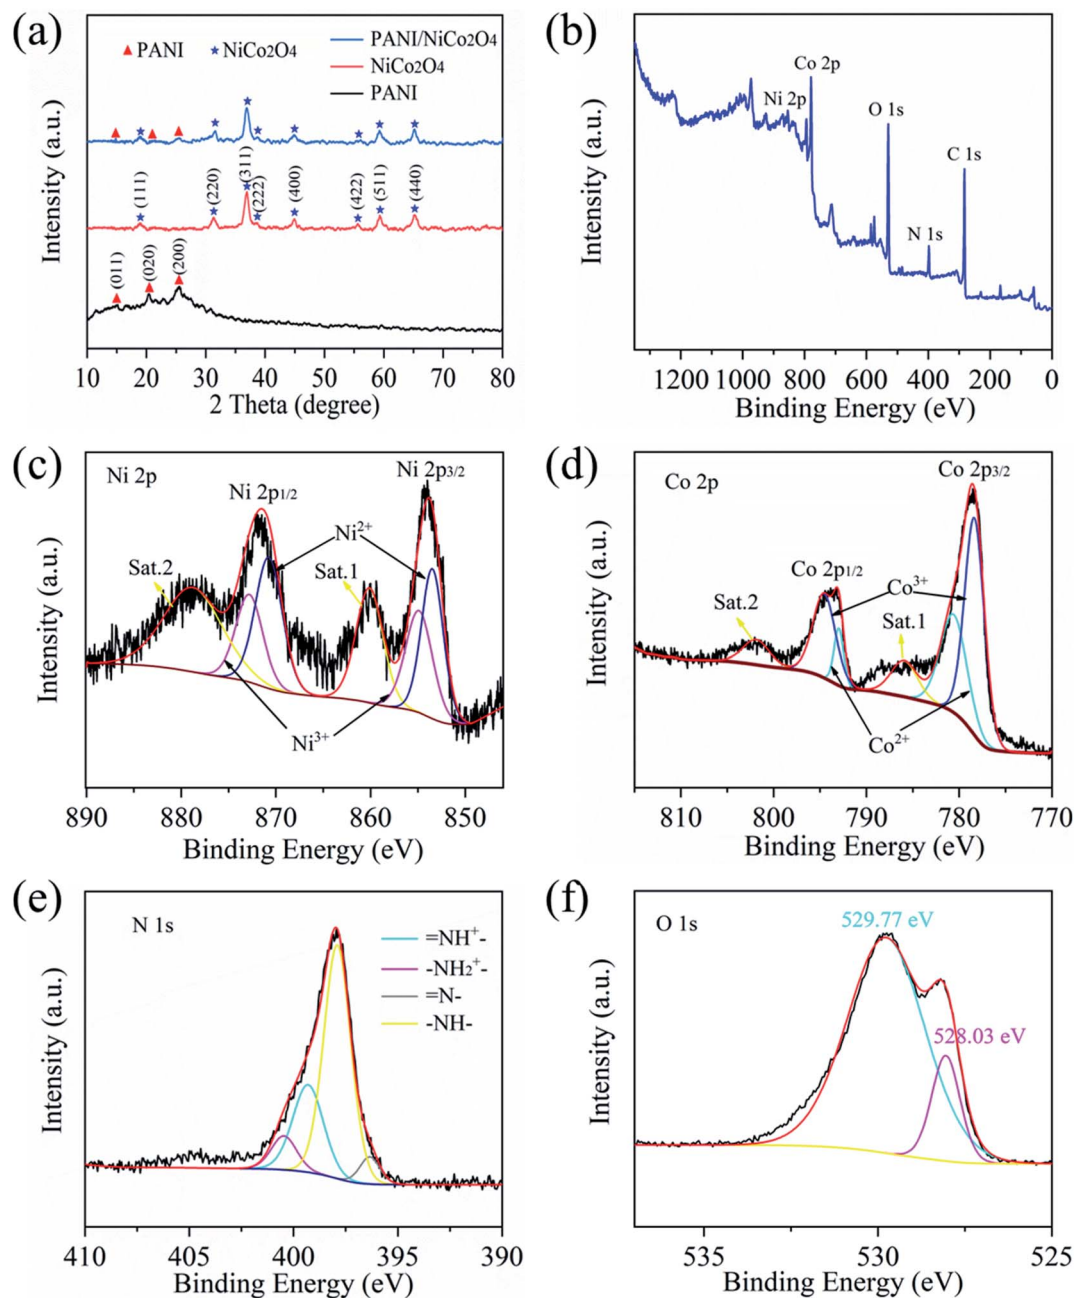 (a)
PANI
NiCo2O4
PANI/NiCo2O4
NiCo2O4
PANI
(111)
(220)
(311)
(222)
(400)
(422)
(511)
(440)
(011)
(020)
(200)
Intensity (a.u.)
10 20 30 40 50 60 70 80
2 Theta (degree)
(b)
Ni 2p
Co 2p
O 1s
N 1s
C 1s
Intensity (a.u.)
1200 1000 800 600 400 200 0
Binding Energy (eV)
(c)
Ni 2p
Ni 2p3/2
Ni 2p1/2
Ni2+
Sat.2
Sat.1
Ni3+
Intensity (a.u.)
890 880 870 860 850
Binding Energy (eV)
(d)
Co 2p
Co 2p3/2
Co 2p1/2
Co3+
Sat.2
Sat.1
Co2+
Intensity (a.u.)
810 800 790 780 770
Binding Energy (eV)
(e)
N 1s
=NH+-
-NH2+-
=N-
-NH-
Intensity (a.u.)
410 405 400 395 390
Binding Energy (eV)
(f)
O 1s
529.77 eV
528.03 eV
Intensity (a.u.)
535 530 525
Binding Energy (eV)